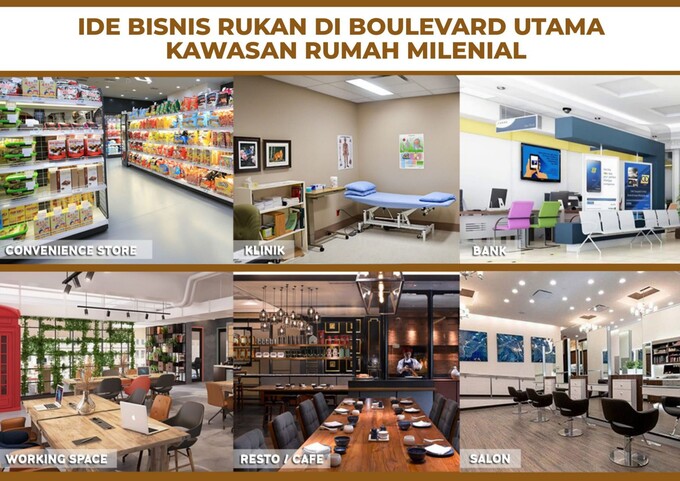 IDE BISNIS RUKAN DI BOULEVARD UTAMA
KAWASAN RUMAH MILENIAL
CONVENIENCE STORE
KLINIK
BANK
WORKING SPACE
RESTO / CAFE
SALON